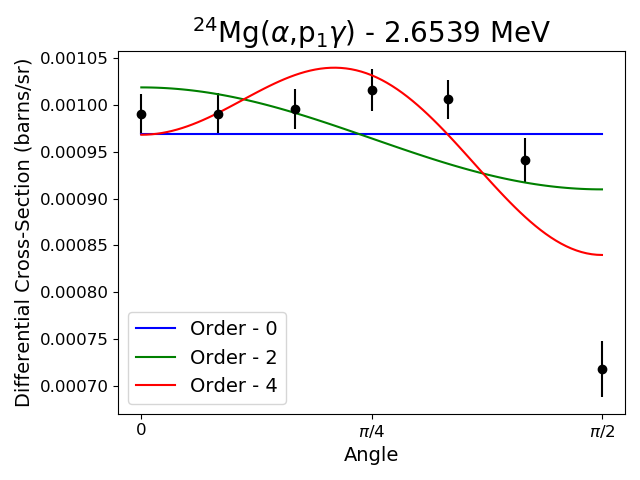 ²⁴Mg(α,p₁γ) - 2.6539 MeV
Differential Cross-Section (barns/sr)
0.00105
0.00100
0.00095
0.00090
0.00085
0.00080
0.00075
0.00070
Order - 0
Order - 2
Order - 4
0
π/4
π/2
Angle